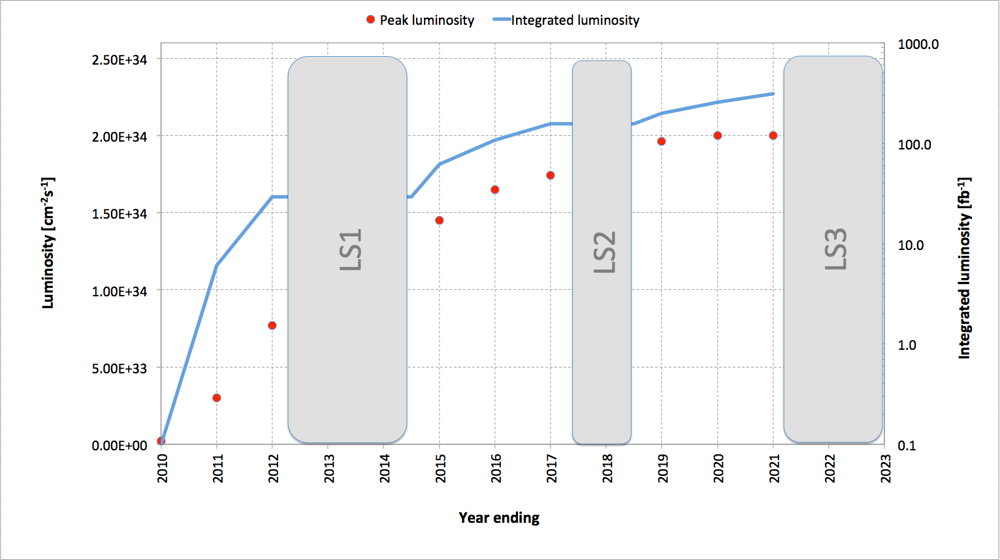 Peak luminosity Integrated luminosity
2.50E+34
2.00E+34
1.50E+34
1.00E+34
5.00E+33
0.00E+00
Luminosity [cm-2s-1]
LS1
LS2
LS3
1000.0
100.0
10.0
1.0
0.1
Integrated luminosity [fb-1]
2010 2011 2012 2013 2014 2015 2016 2017 2018 2019 2020 2021 2022 2023
Year ending